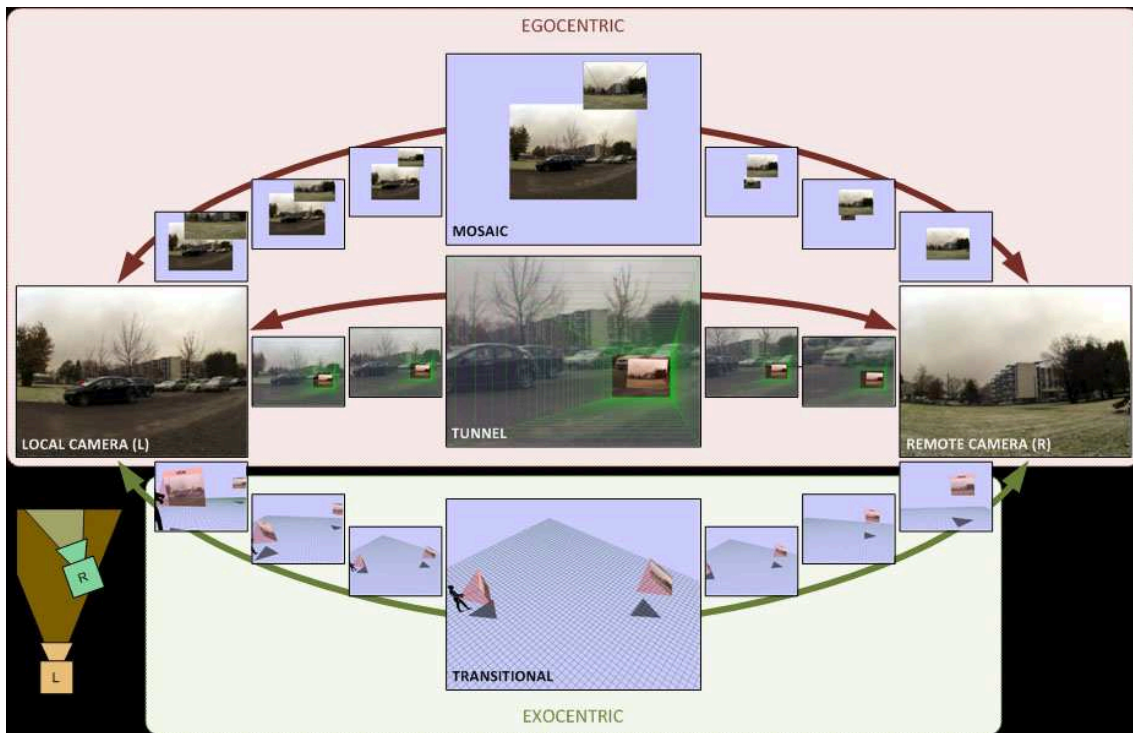 EGOCENTRIC
MOSAIC
LOCAL CAMERA (L)
TUNNEL
REMOTE CAMERA (R)
R
L
TRANSITIONAL
EXOCENTRIC